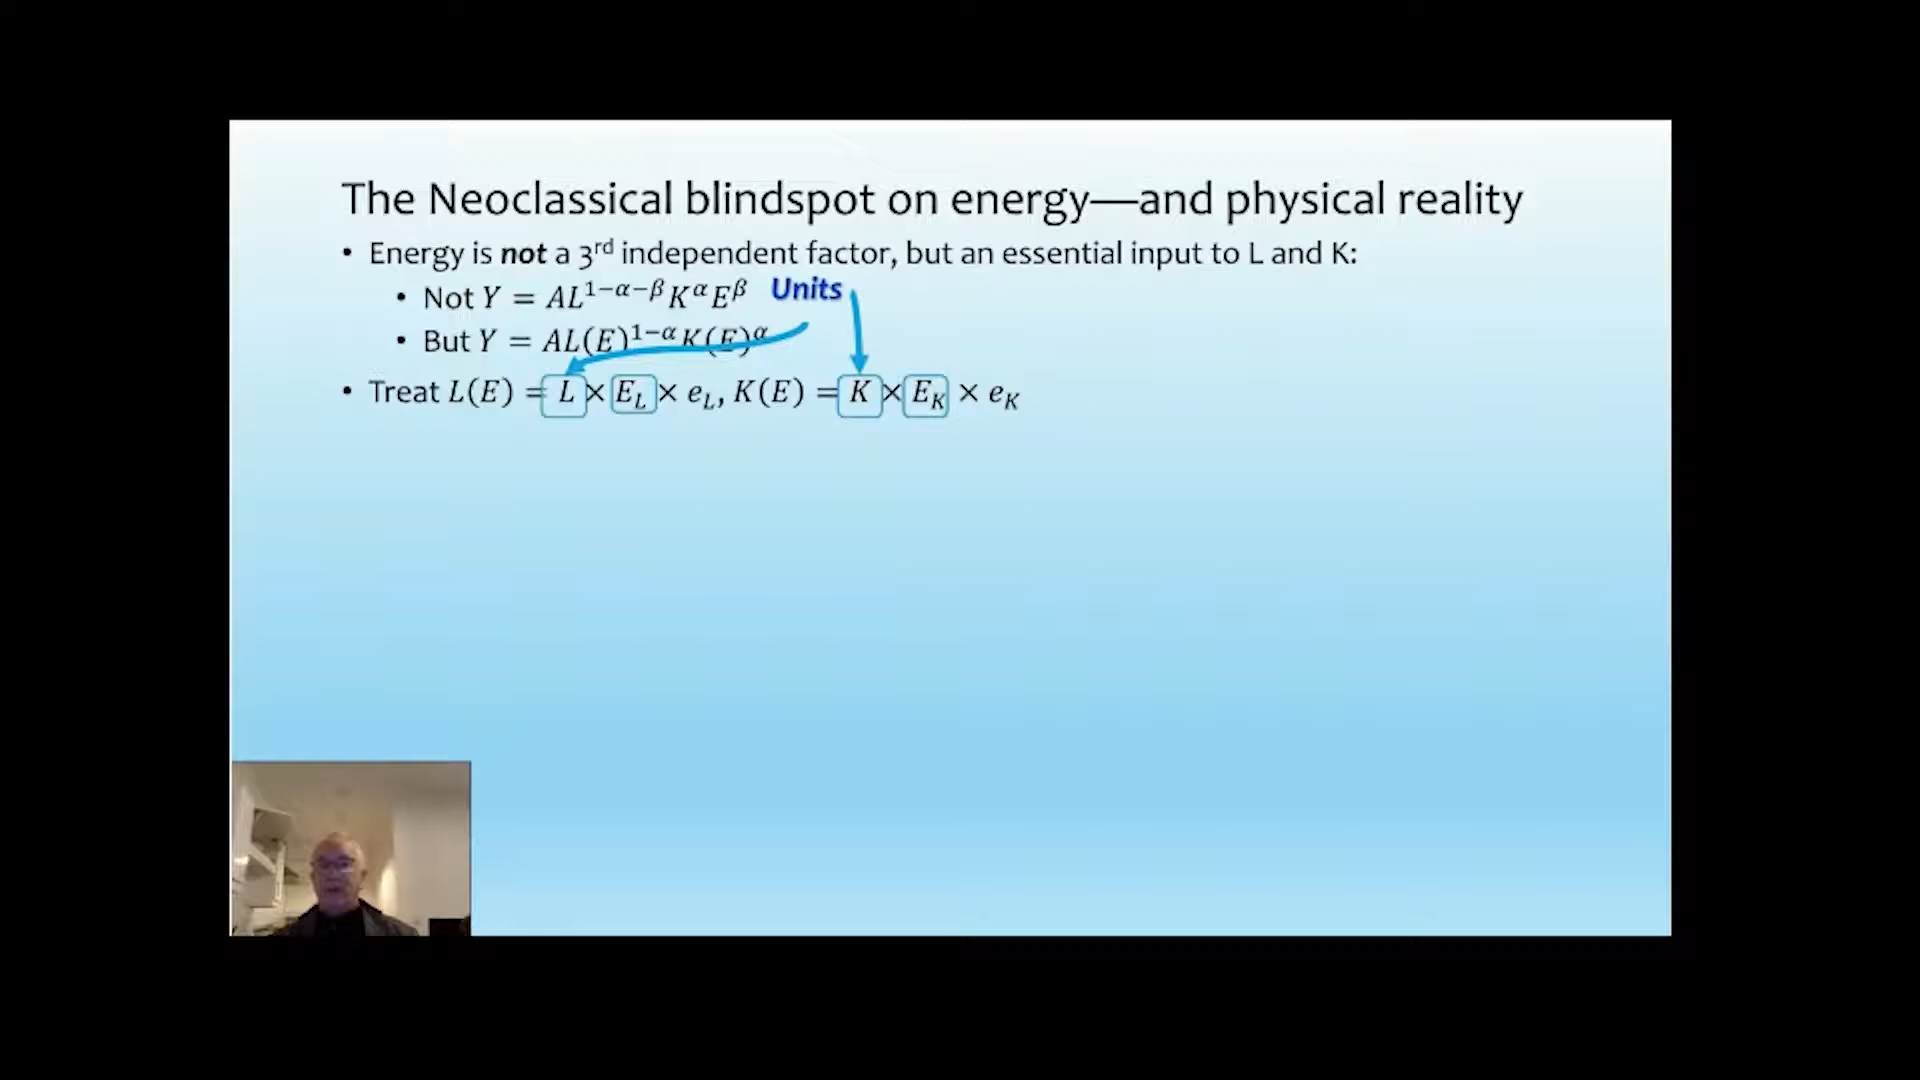 The Neoclassical blindspot on energy—and physical reality
• Energy is not a 3rd independent factor, but an essential input to L and K:
• Not Y = AL^{1−α−β} K^α E^β Units
• But Y = AL(E)^{1−α} K(E)^α
• Treat L(E) = L × E_L × e_L, K(E) = K × E_K × e_K